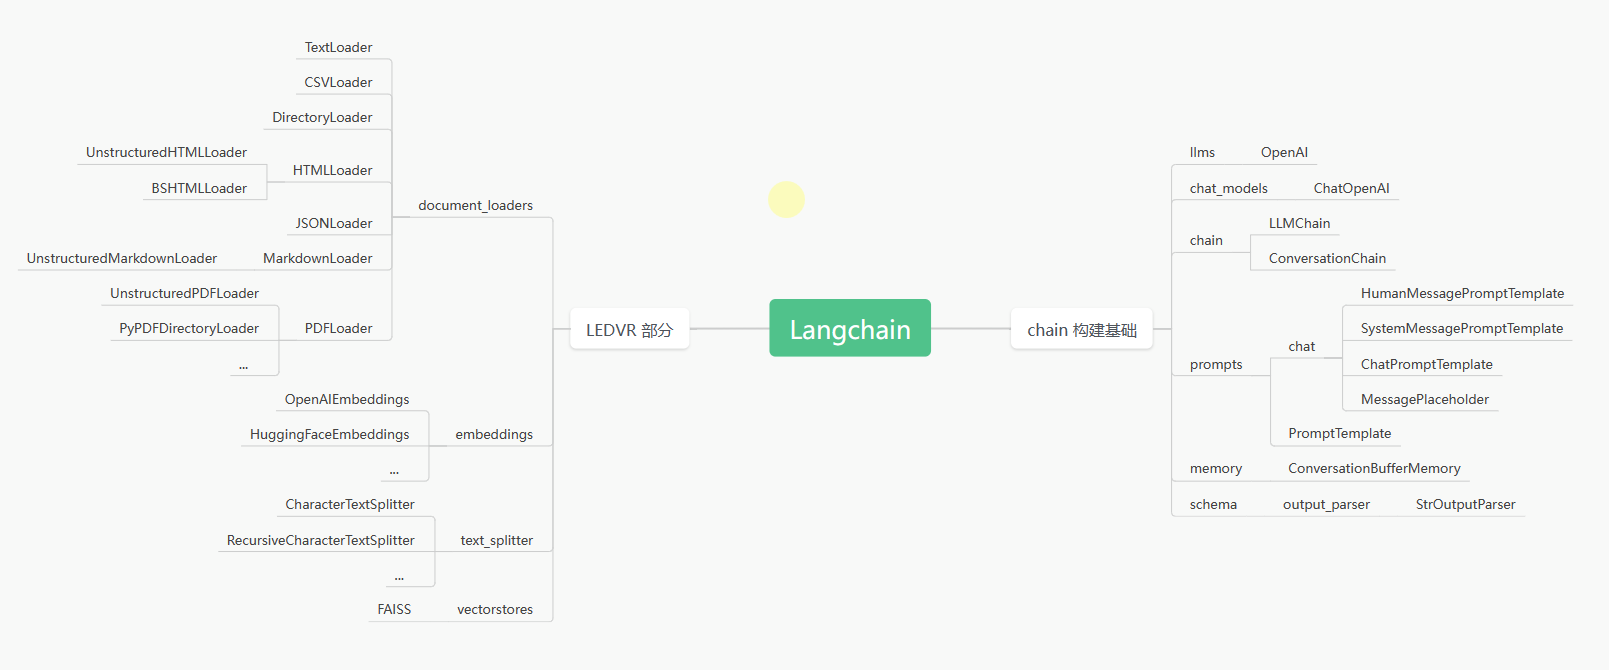 TextLoader
CSVLoader
DirectoryLoader
UnstructuredHTMLLoader
HTMLLoader
BSHTMLLoader
document_loaders
JSONLoader
UnstructuredMarkdownLoader
MarkdownLoader
UnstructuredPDFLoader
PyPDFDirectoryLoader
PDFLoader
...
LEDVR 部分
OpenAIEmbeddings
HuggingFaceEmbeddings
embeddings
...
CharacterTextSplitter
RecursiveCharacterTextSplitter
text_splitter
...
FAISS
vectorstores
Langchain
chain 构建基础
llms
OpenAI
chat_models
ChatOpenAI
chain
LLMChain
ConversationChain
prompts
chat
HumanMessagePromptTemplate
SystemMessagePromptTemplate
ChatPromptTemplate
MessagePlaceholder
PromptTemplate
memory
ConversationBufferMemory
schema
output_parser
StrOutputParser